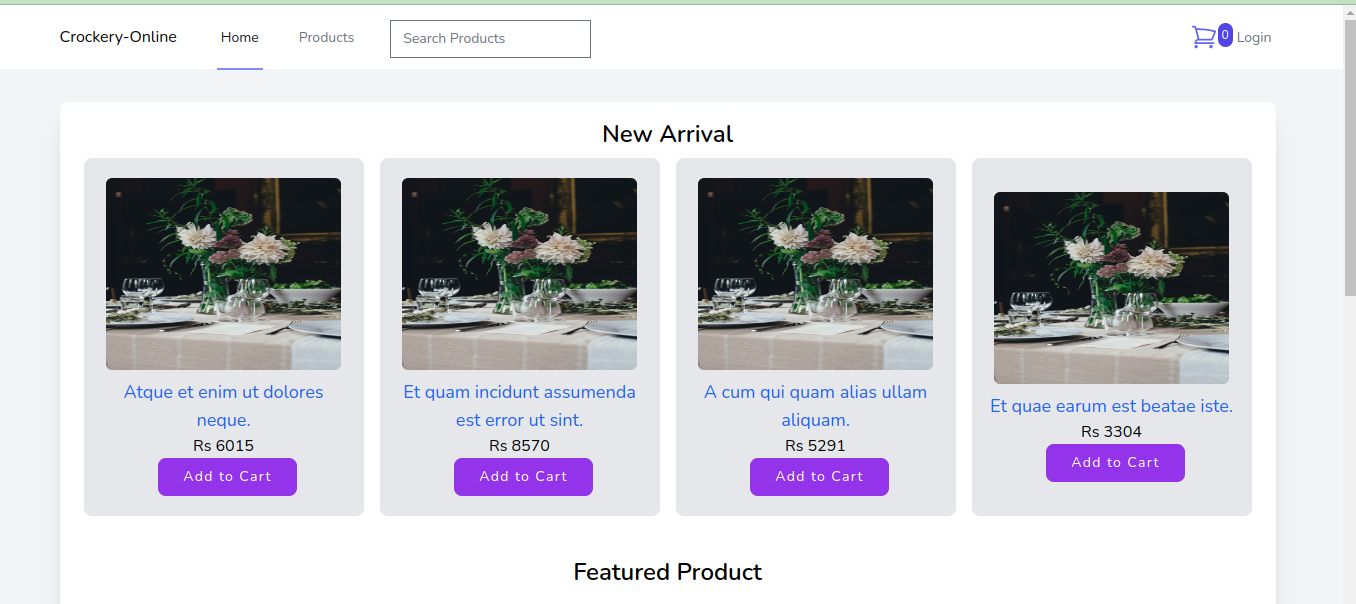 Crockery-Online Home Products Search Products 0 Login
New Arrival
Atque et enim ut dolores
neque.
Rs 6015
Add to Cart
Et quam incidunt assumenda
est error ut sint.
Rs 8570
Add to Cart
A cum qui quam alias ullam
aliquam.
Rs 5291
Add to Cart
Et quae earum est beatae iste.
Rs 3304
Add to Cart
Featured Product